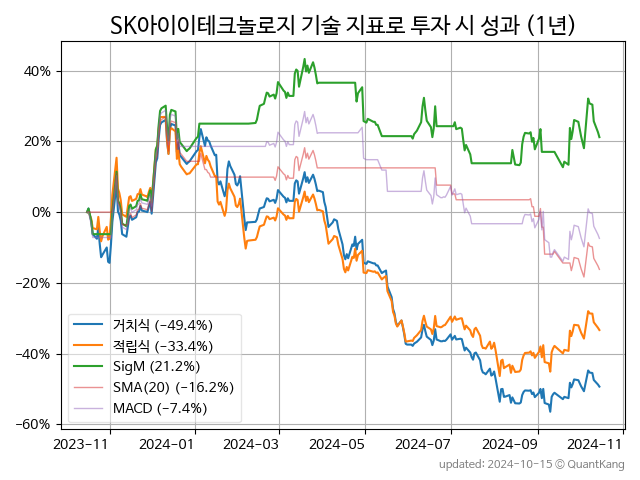 SK아이이테크놀로지 기술 지표로 투자 시 성과 (1년)
40%
20%
0%
−20%
−40%
−60%
거치식 (−49.4%)
적립식 (−33.4%)
SigM (21.2%)
SMA(20) (−16.2%)
MACD (−7.4%)
2023−11 2024−01 2024−03 2024−05 2024−07 2024−09 2024−11
updated: 2024-10-15 © QuantKang